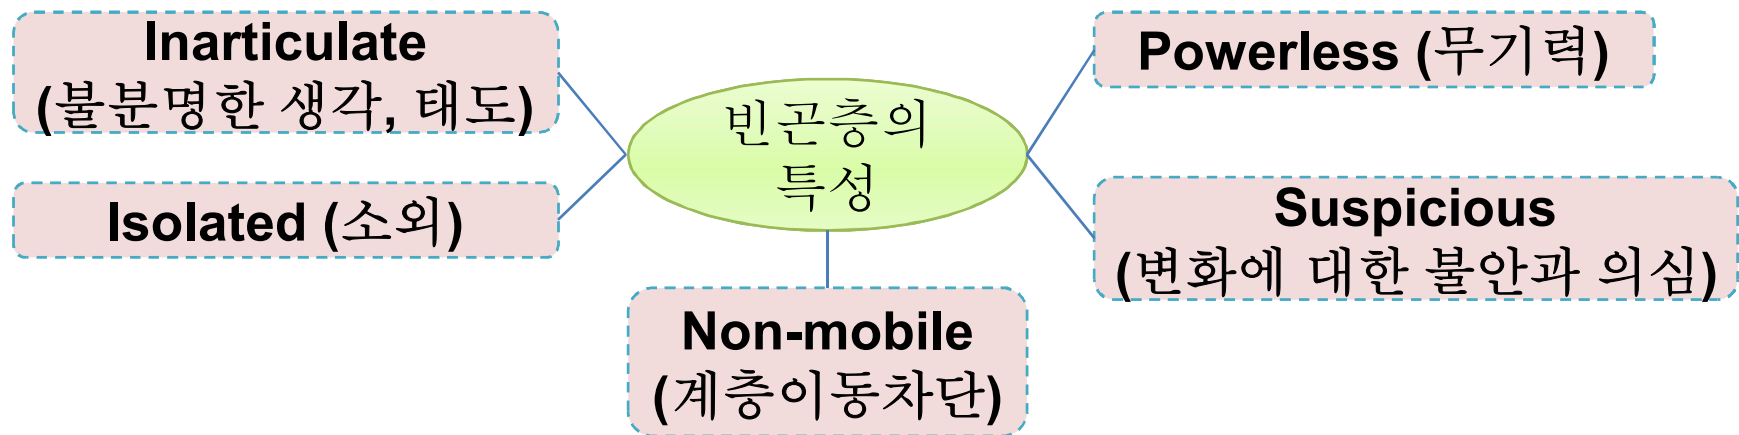 Inarticulate
(불분명한 생각, 태도)
Isolated (소외)
빈곤층의
특성
Powerless (무기력)
Suspicious
(변화에 대한 불안과 의심)
Non-mobile
(계층이동차단)